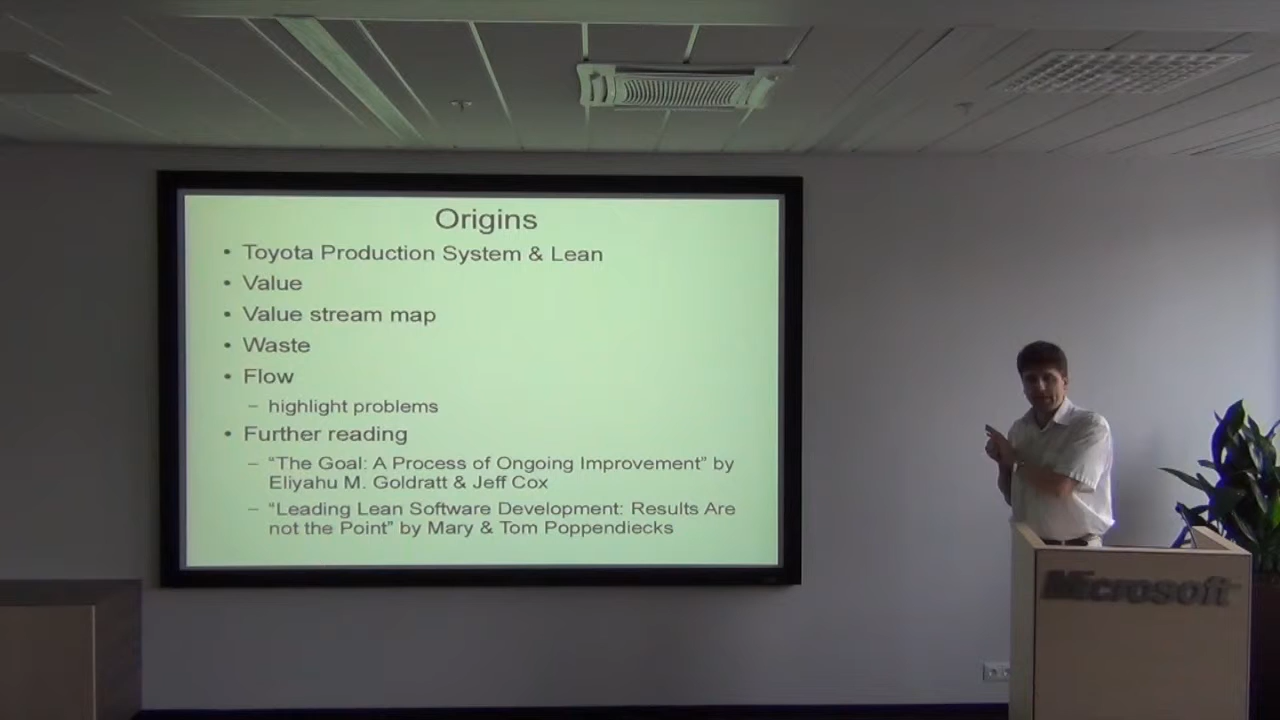 Origins
• Toyota Production System & Lean
• Value
• Value stream map
• Waste
• Flow
– highlight problems
• Further reading
– “The Goal: A Process of Ongoing Improvement” by
Eliyahu M. Goldratt & Jeff Cox
– “Leading Lean Software Development: Results Are
not the Point” by Mary & Tom Poppendiecks
Microsoft